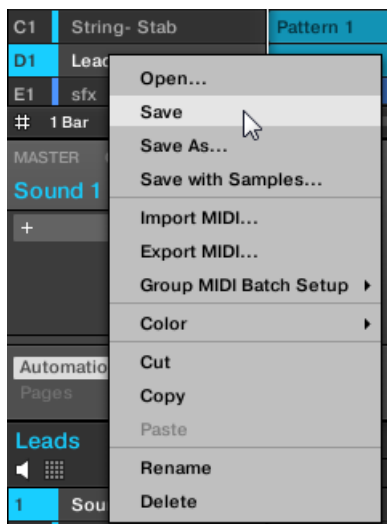 C1 String- Stab Pattern 1
D1 Lead
E1 sfx
1 Bar
MASTER
Sound 1
+
Open...
Save
Save As...
Save with Samples...
Import MIDI...
Export MIDI...
Group MIDI Batch Setup
Color
Cut
Copy
Paste
Rename
Delete
Automatio
Pages
Leads
1 Sou